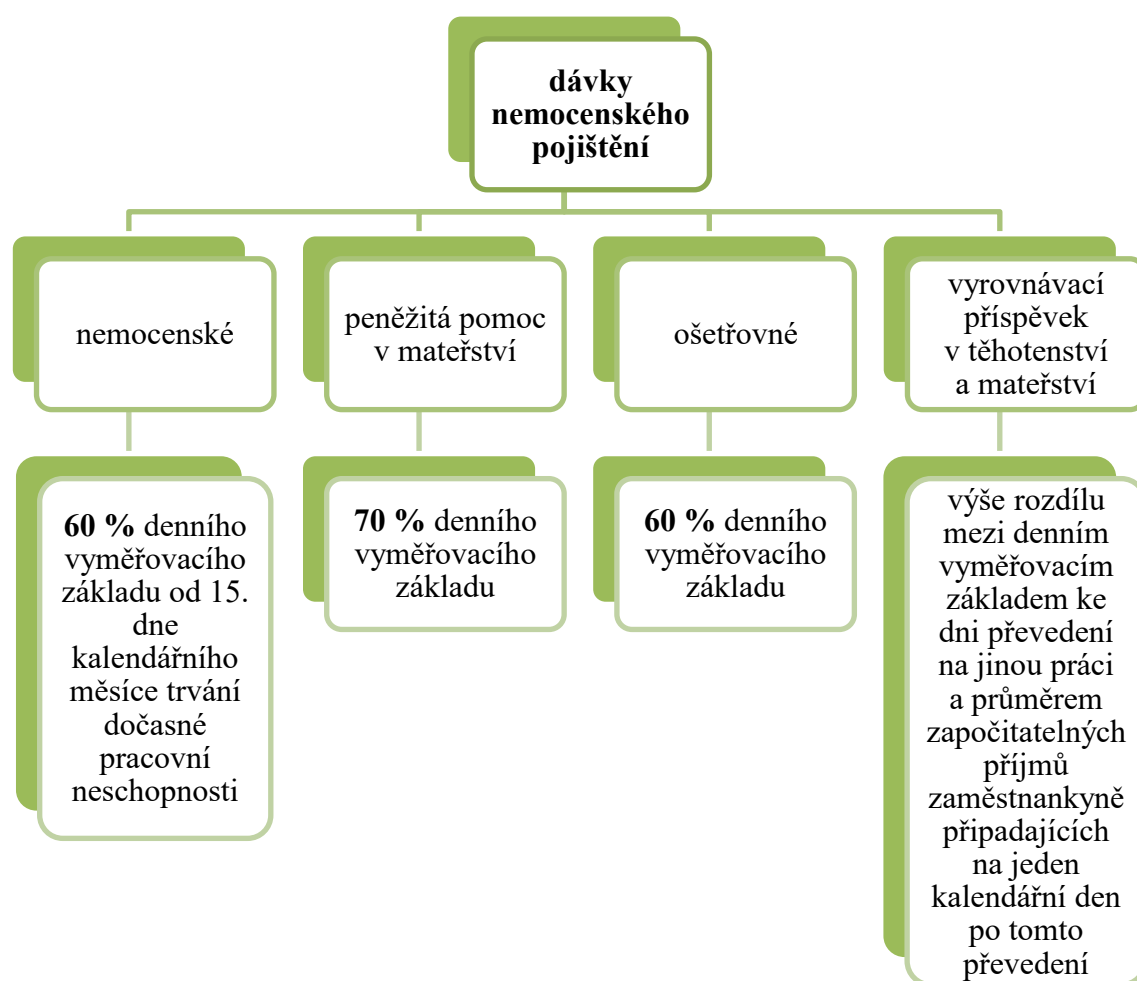 dávky
nemocenského
pojištění
nemocenské
peněžitá pomoc
v mateřství
ošetřovné
vyrovnávací
příspěvek
v těhotenství
a mateřství
60 % denního
vyměřovacího
základu od 15.
dne
kalendářního
měsíce trvání
dočasné
pracovní
neschopnosti
70 % denního
vyměřovacího
základu
60 % denního
vyměřovacího
základu
výše rozdílu
mezi denním
vyměřovacím
základem ke
dni převedení
na jinou práci
a průměrem
započitatelných
příjmů
zaměstnankyně
připadajících
na jeden
kalendářní den
po tomto
převedení